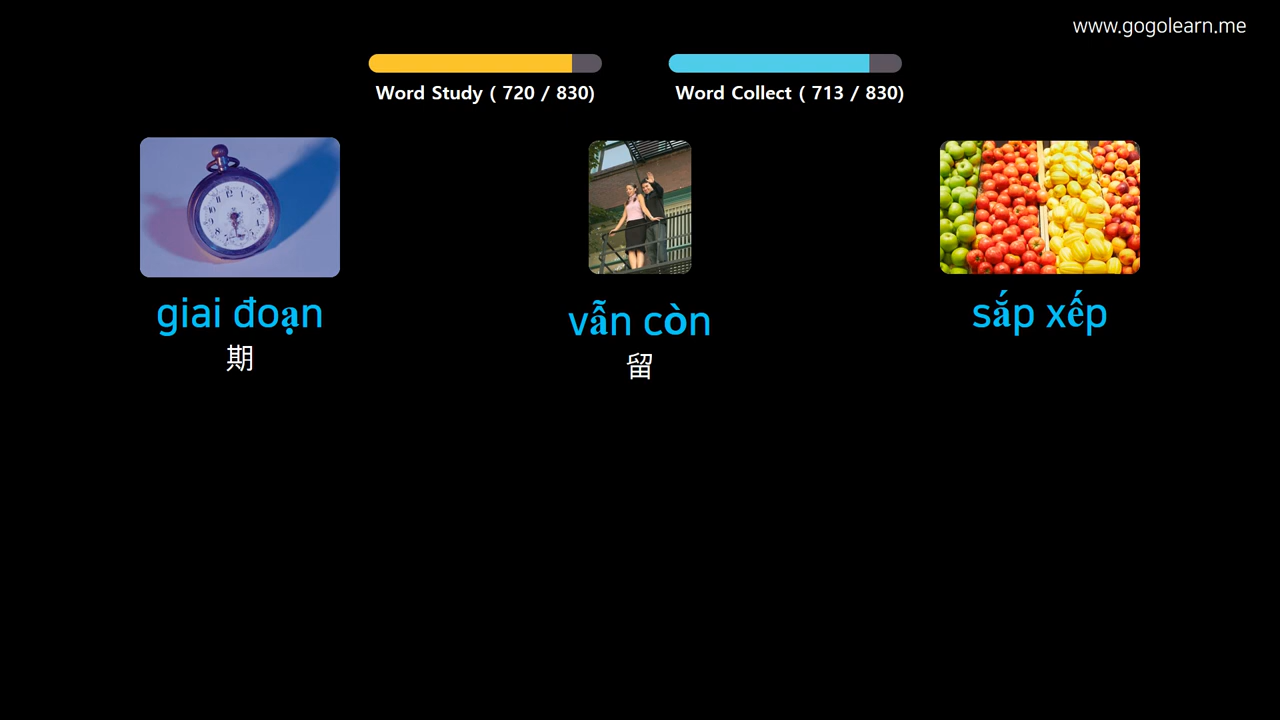 www.gogolearn.me
Word Study ( 720 / 830)
Word Collect ( 713 / 830)
giai đoạn
期
vẫn còn
留
sắp xếp